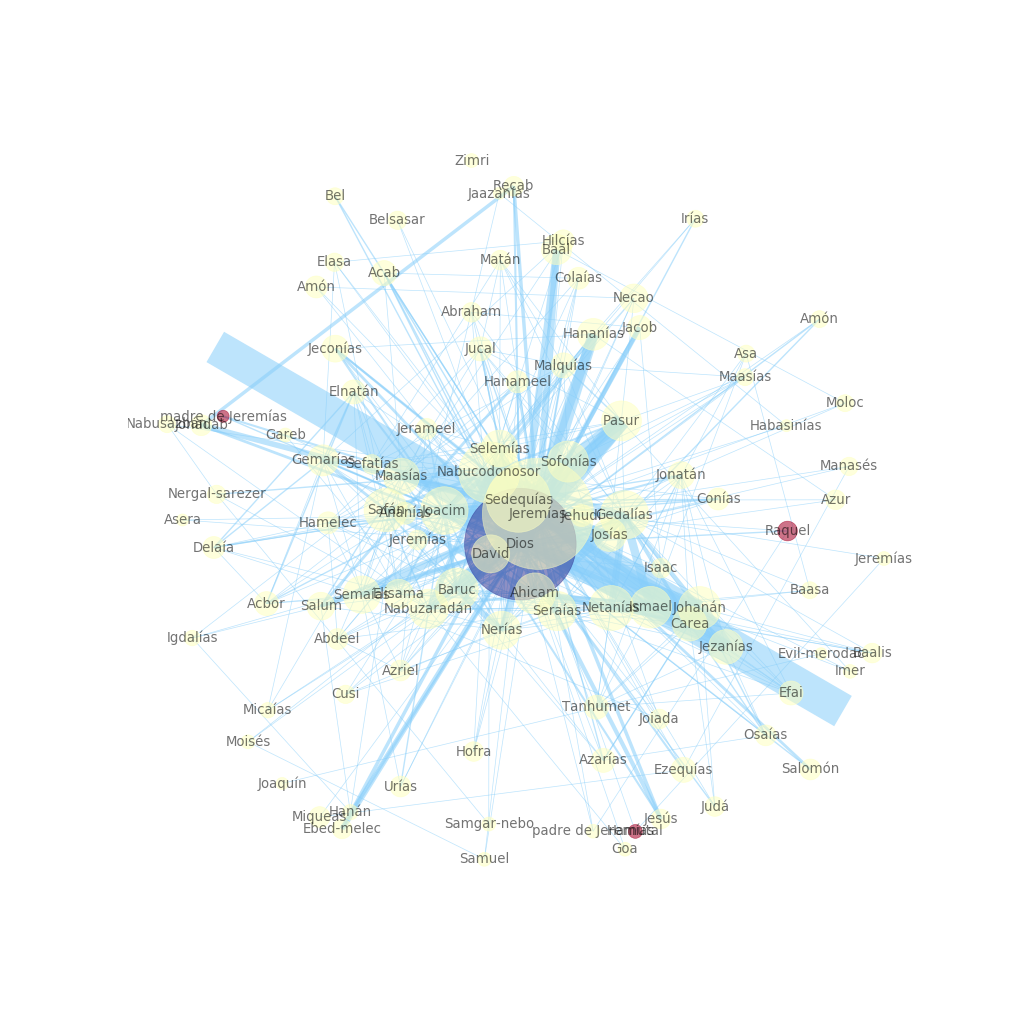 Zimri
Recab
Jaazanías
Bel
Belsasar
Irías
Hilcías
Baal
Elasa
Matán
Acab
Colaías
Amón
Necao
Abraham
Amón
Jacob
Hananías
Jeconías
Jucal
Asa
Malquías
Maasías
Hanameel
Elnatán
Moloc
madre de Jeremías
Pasur
Jonadab
Habasinías
Jerameel
Gareb
Selemías
Gemarías
Sefatías
Sofonías
Manasés
Nabucodonosor
Maasías
Jonatán
Nergal-sarezer
Sedequías
Conías
Azur
Safán
Joacim
Ananías
Jeremías
Jehudi
Gedalías
Asera
Hamelec
Raquel
Josías
Jeremías
Dios
Delaía
David
Jeremías
Isaac
Baruc
Ahicam
Baasa
Semaías
Elisama
Acbor
Salum
Nabuzaradán
Seraías
Netanías
Ismael
Johanán
Carea
Nerías
Igdalías
Abdeel
Jezanías
Evil-merodac
Baalis
Azriel
Imer
Cusi
Efai
Micaías
Tanhumet
Joiada
Moisés
Osaías
Hofra
Azarías
Ezequías
Salomón
Joaquín
Urías
Judá
Hanán
Miqueas
Jesús
Ebed-melec
Samgar-nebo
padre de Jeremías
Hamutal
Goa
Samuel